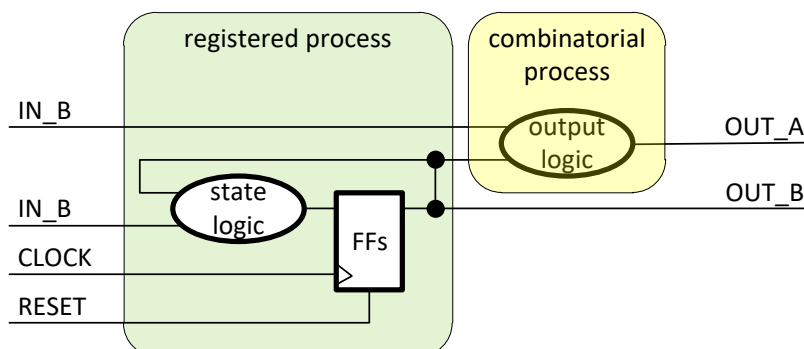 registered process
combinatorial
process
IN_B
output
logic
OUT_A
state
logic
OUT_B
IN_B
FFs
CLOCK
RESET